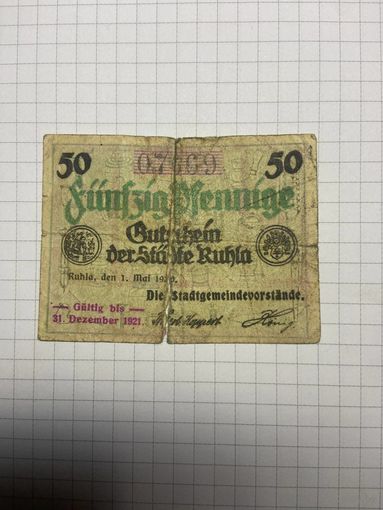 50 07669 50
Fünfzig Pfennige
Gutschein
der Städte Ruhla
Ruhla, den 1. Mai 1920.
Die Stadtgemeindevorstände.
— Gültig bis —
31. Dezember 1921.
König